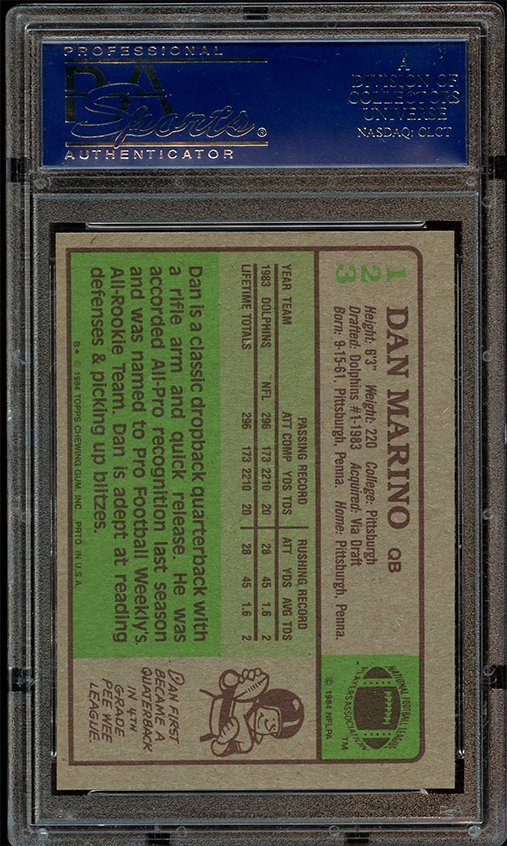 PROFESSIONAL
PSA
Sports®
AUTHENTICATOR
A
DIVISION OF
COLLECTORS
UNIVERSE
NASDAQ: CLCT
123
DAN MARINO QB
Height: 6'3" Weight: 220 College: Pittsburgh
Drafted: Dolphins #1-1983 Acquired: Via Draft
Born: 9-15-61, Pittsburgh, Penna. Home: Pittsburgh, Penna.
NATIONAL FOOTBALL LEAGUE
PLAYERS ASSOCIATION
TM
© 1984 NFLPA
PASSING RECORD RUSHING RECORD
YEAR TEAM ATT COMP YDS TDS ATT YDS AVG TDS
1983 DOLPHINS NFL 296 173 2210 20 28 45 1.6 2
LIFETIME TOTALS 296 173 2210 20 28 45 1.6 2
Dan is a classic dropback quarterback with
a rifle arm and quick release. He was
accorded All-Pro recognition last season
and was named to Pro Football Weekly's
All-Rookie Team. Dan is adept at reading
defenses & picking up blitzes.
DAN FIRST
BECAME A
QUATERBACK
IN 4TH
GRADE
PEE WEE
LEAGUE.
B* © 1984 TOPPS CHEWING GUM, INC. PRTD. IN U.S.A.